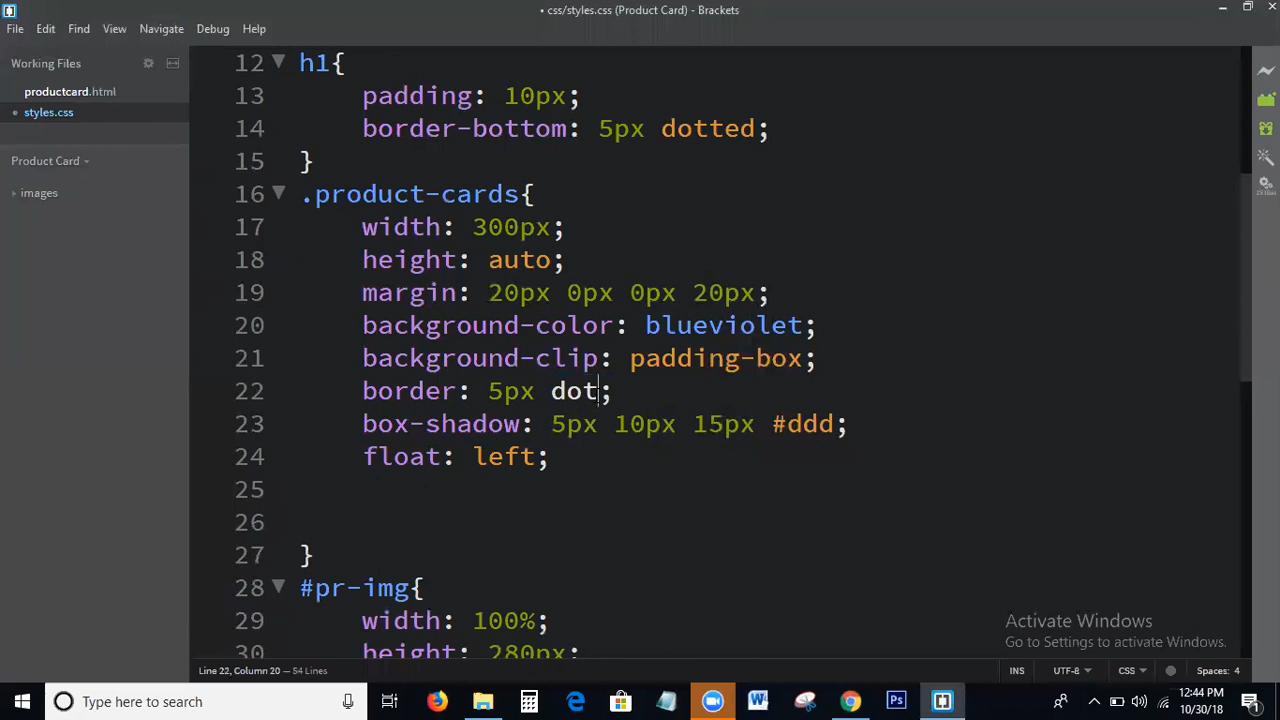 • css/styles.css (Product Card) - Brackets
File Edit Find View Navigate Debug Help
Working Files
productcard.html
• styles.css
Product Card
images
12 h1{
13 padding: 10px;
14 border-bottom: 5px dotted;
15 }
16 .product-cards{
17 width: 300px;
18 height: auto;
19 margin: 20px 0px 0px 20px;
20 background-color: blueviolet;
21 background-clip: padding-box;
22 border: 5px dot;
23 box-shadow: 5px 10px 15px #ddd;
24 float: left;
25
26
27 }
28 #pr-img{
29 width: 100%;
30 height: 280px;
Activate Windows
Go to Settings to activate Windows.
Line 22, Column 20 — 54 Lines
INS UTF-8 CSS Spaces: 4
Type here to search
12:44 PM
10/30/18